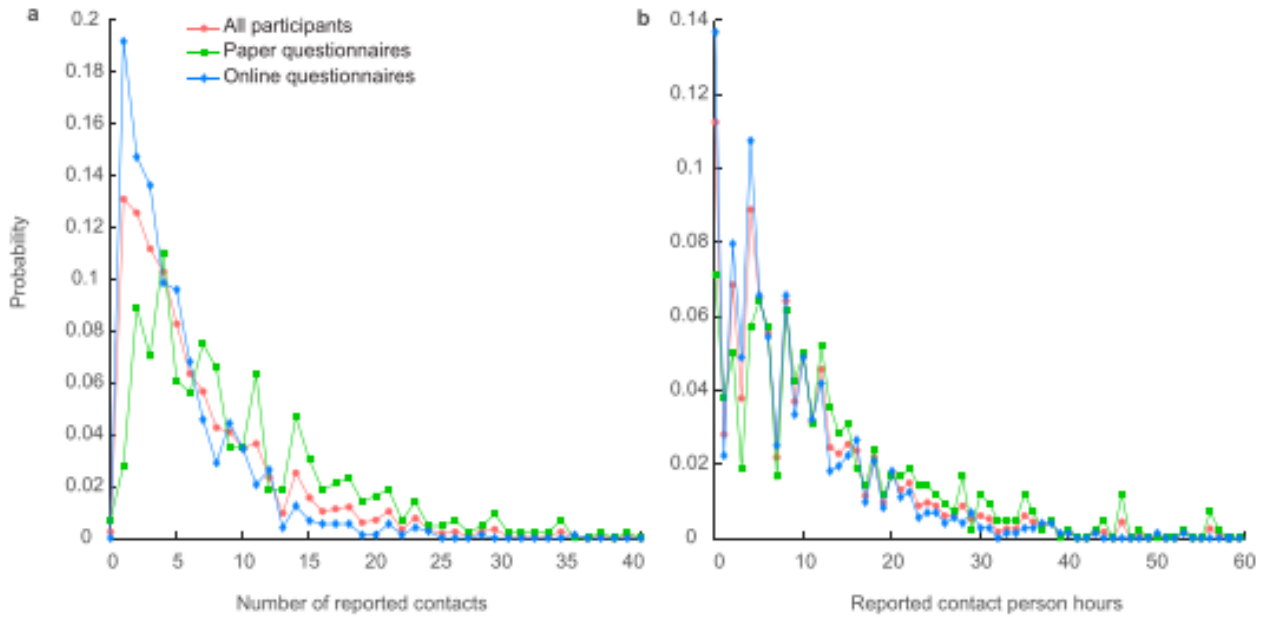 a
0.2
0.18
0.16
0.14
0.12
0.1
0.08
0.06
0.04
0.02
0
All participants
Paper questionnaires
Online questionnaires
Probability
0 5 10 15 20 25 30 35 40
Number of reported contacts
b
0.14
0.12
0.1
0.08
0.06
0.04
0.02
0
0 10 20 30 40 50 60
Reported contact person hours